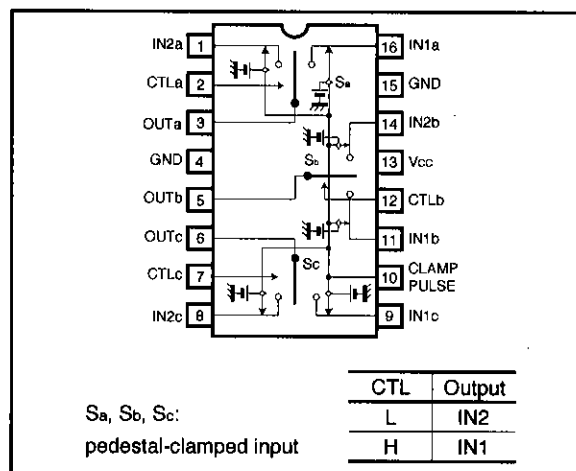 IN2a 1 16 IN1a
CTLa 2 Sa 15 GND
OUTa 3 14 IN2b
GND 4 Sb 13 Vcc
OUTb 5 12 CTLb
OUTc 6 11 IN1b
CTLc 7 Sc 10 CLAMP PULSE
IN2c 8 9 IN1c
CTL Output
Sa, Sb, Sc: L IN2
pedestal-clamped input H IN1